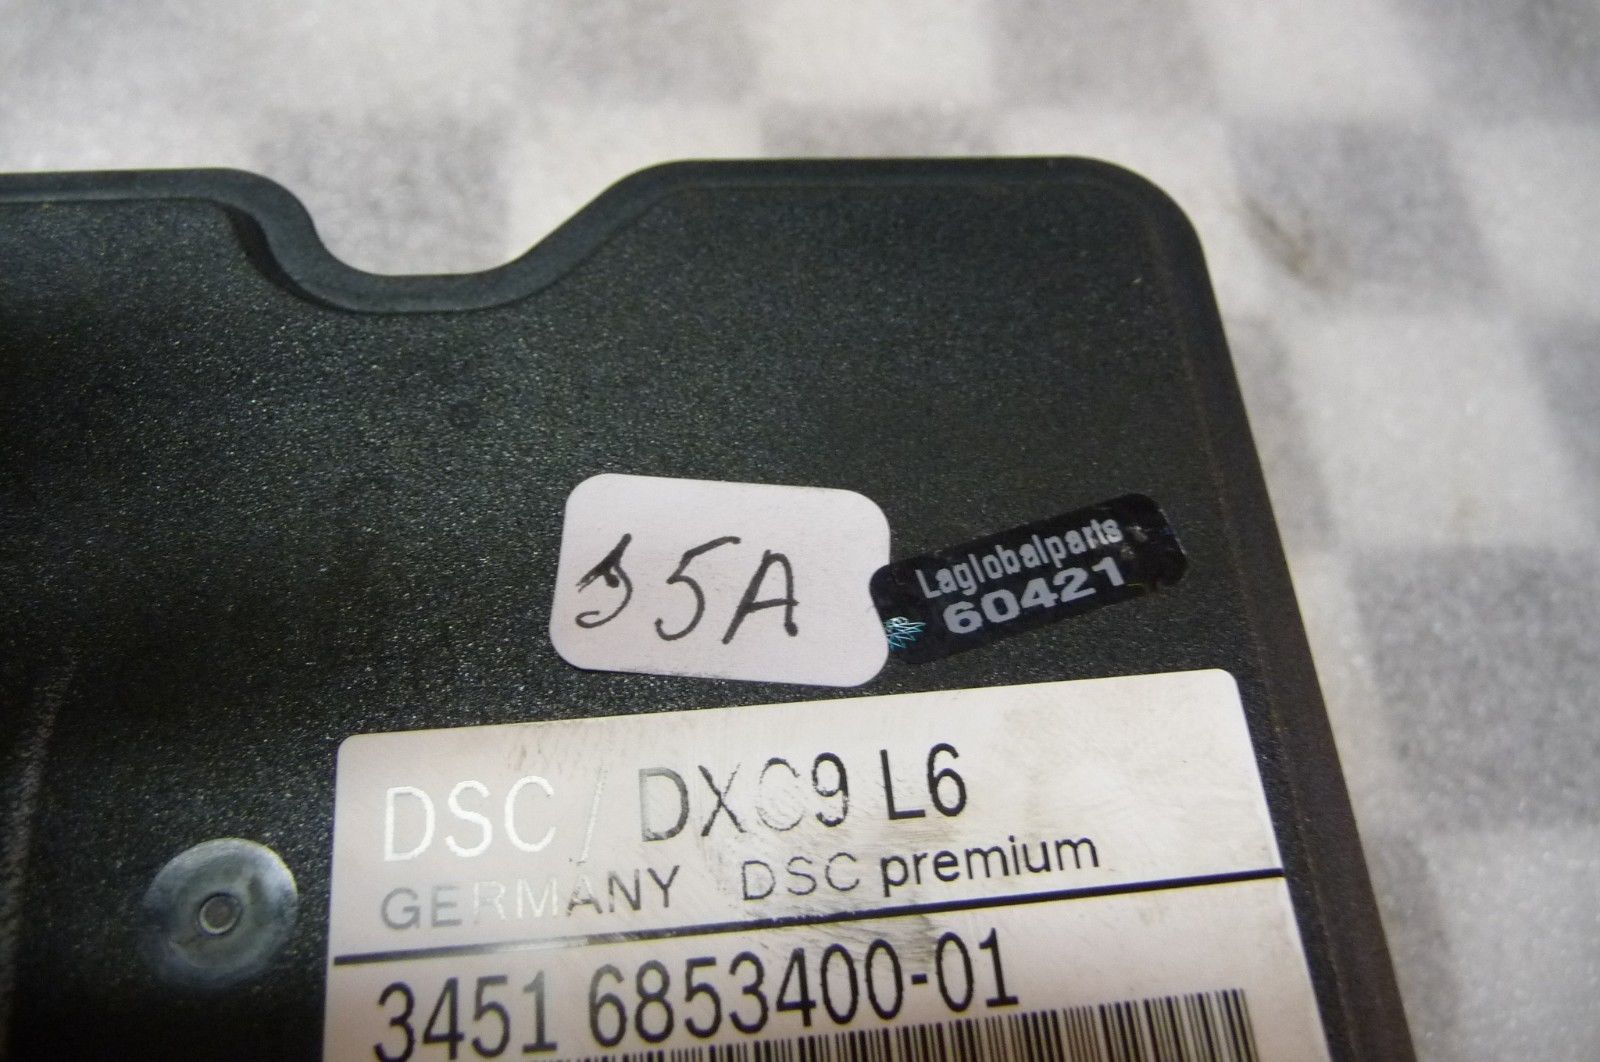 35A
Laglobalparts
60421
DSC / DXC9 L6
GERMANY DSC premium
3451 6853400-01